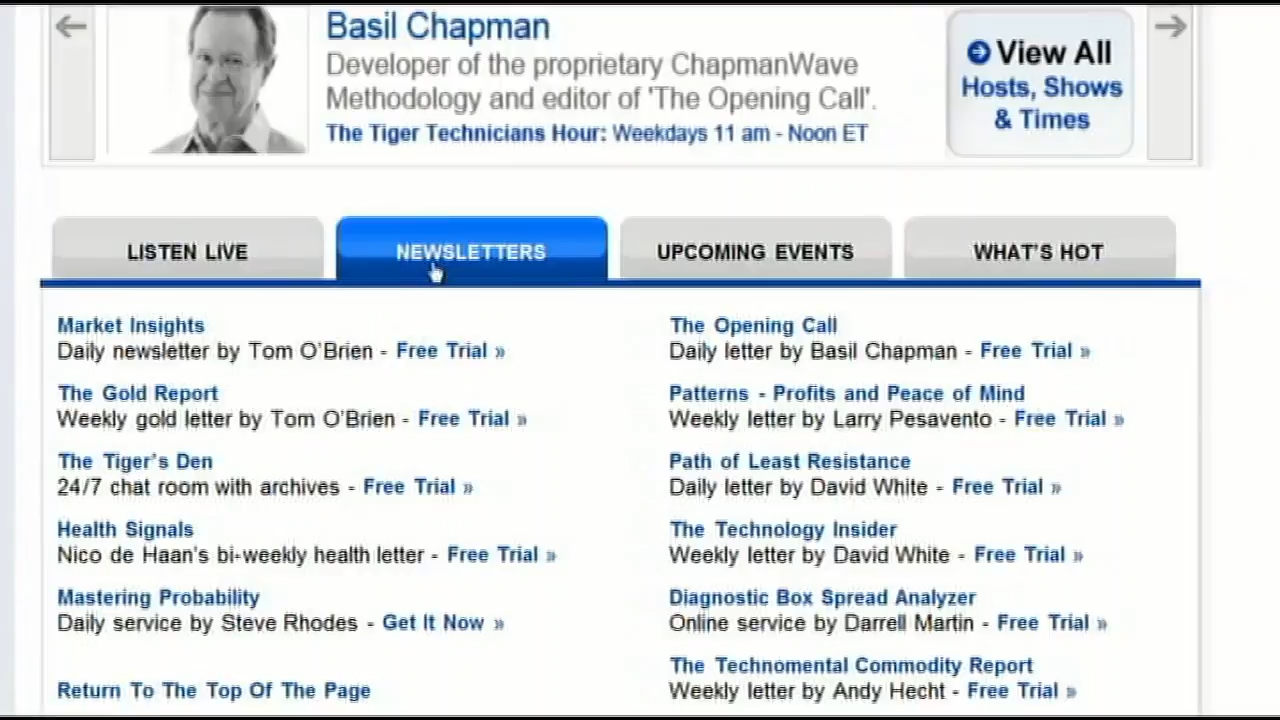 Basil Chapman
Developer of the proprietary ChapmanWave
Methodology and editor of 'The Opening Call'.
The Tiger Technicians Hour: Weekdays 11 am - Noon ET
View All
Hosts, Shows
& Times
LISTEN LIVE
NEWSLETTERS
UPCOMING EVENTS
WHAT'S HOT
Market Insights
Daily newsletter by Tom O'Brien - Free Trial »
The Gold Report
Weekly gold letter by Tom O'Brien - Free Trial »
The Tiger's Den
24/7 chat room with archives - Free Trial »
Health Signals
Nico de Haan's bi-weekly health letter - Free Trial »
Mastering Probability
Daily service by Steve Rhodes - Get It Now »
Return To The Top Of The Page
The Opening Call
Daily letter by Basil Chapman - Free Trial »
Patterns - Profits and Peace of Mind
Weekly letter by Larry Pesavento - Free Trial »
Path of Least Resistance
Daily letter by David White - Free Trial »
The Technology Insider
Weekly letter by David White - Free Trial »
Diagnostic Box Spread Analyzer
Online service by Darrell Martin - Free Trial »
The Technomental Commodity Report
Weekly letter by Andy Hecht - Free Trial »